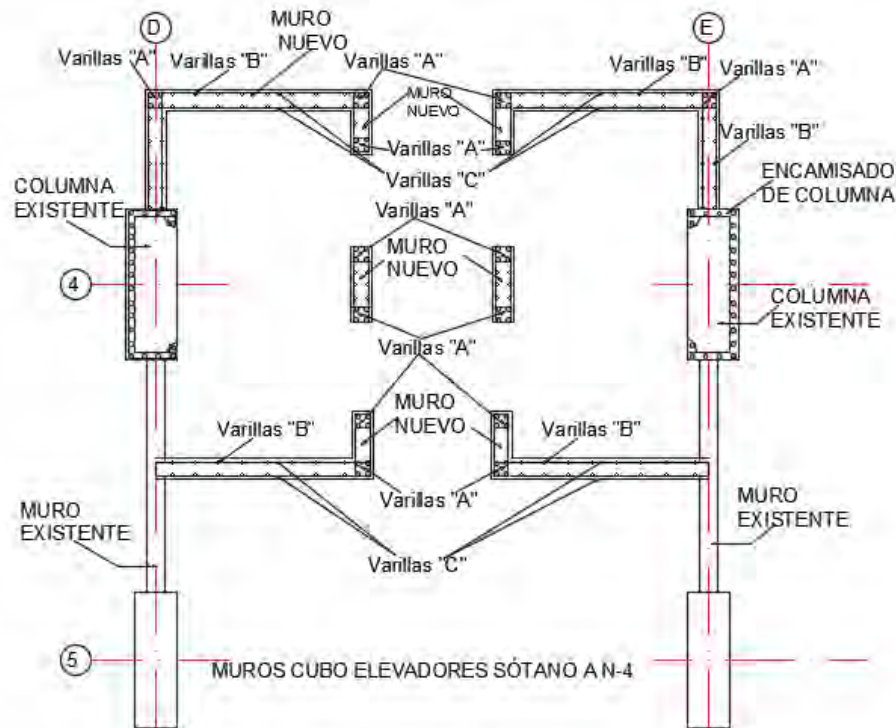 D
E
MURO
NUEVO
Varillas "A"
Varillas "B"
Varillas "A"
Varillas "B"
Varillas "A"
MURO
NUEVO
Varillas "B"
Varillas "A"
Varillas "C"
ENCAMISADO
DE COLUMNA
COLUMNA
EXISTENTE
Varillas "A"
MURO
NUEVO
4
COLUMNA
EXISTENTE
Varillas "A"
MURO
NUEVO
Varillas "B"
Varillas "B"
Varillas "A"
MURO
EXISTENTE
MURO
EXISTENTE
Varillas "C"
5
MUROS CUBO ELEVADORES SÓTANO A N-4